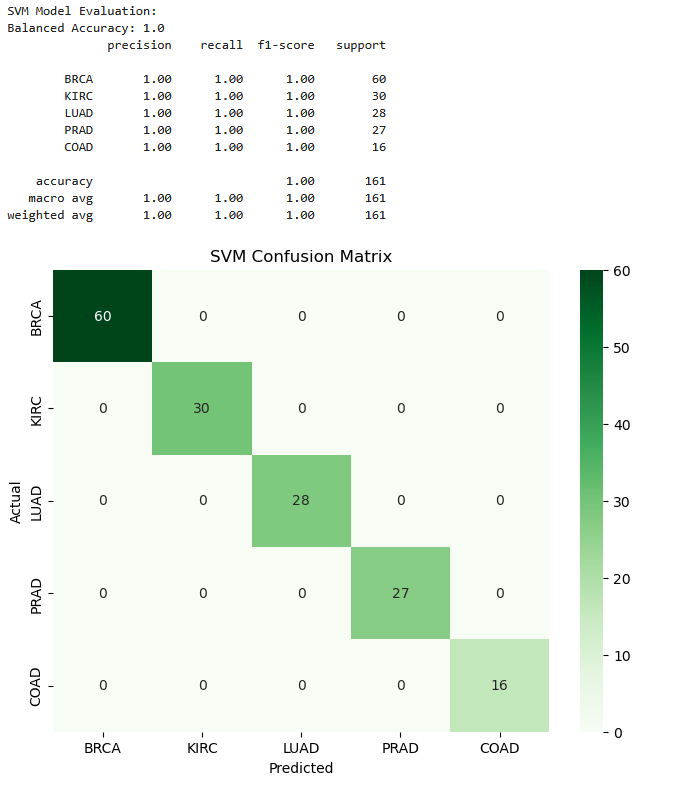 SVM Model Evaluation:
Balanced Accuracy: 1.0
precision recall f1-score support
BRCA 1.00 1.00 1.00 60
KIRC 1.00 1.00 1.00 30
LUAD 1.00 1.00 1.00 28
PRAD 1.00 1.00 1.00 27
COAD 1.00 1.00 1.00 16
accuracy 1.00 161
macro avg 1.00 1.00 1.00 161
weighted avg 1.00 1.00 1.00 161
SVM Confusion Matrix
BRCA 60 0 0 0 0
KIRC 0 30 0 0 0
LUAD 0 0 28 0 0
PRAD 0 0 0 27 0
COAD 0 0 0 0 16
Actual
BRCA KIRC LUAD PRAD COAD
Predicted
60
50
40
30
20
10
0